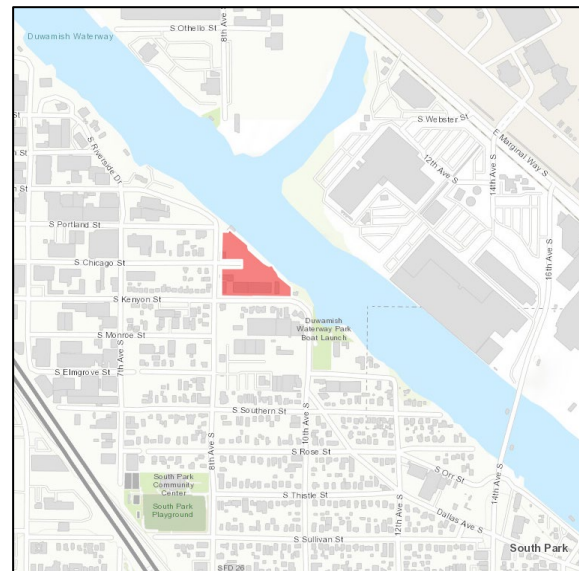 S Othello St
8th Ave S
Duwamish Waterway
S Webster St
E Marginal Way S
12th Ave S
14th Ave S
16th Ave S
St
S Riverside Dr
S Portland St
S Chicago St
S Kenyon St
S Monroe St
S Elmgrove St
7th Ave S
Duwamish
Waterway Park
Boat Launch
S Southern St
8th Ave S
10th Ave S
S Rose St
S Orr St
14th Ave S
South Park
Community
Center
S Thistle St
12th Ave S
Dallas Ave S
South Park
Playground
S Sullivan St
SFD 26
South Park